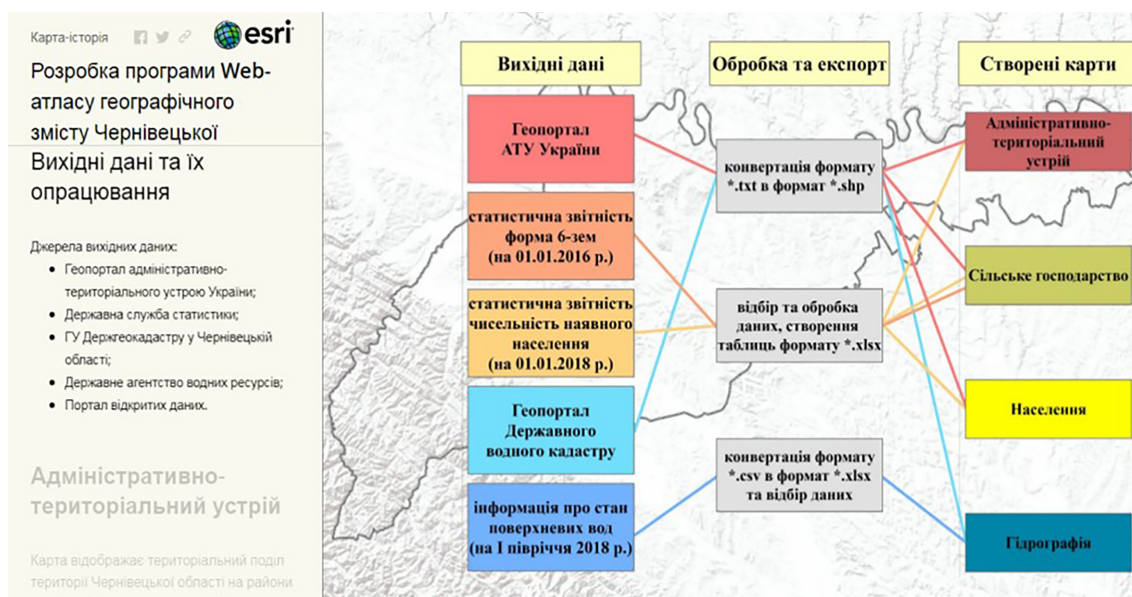 Карта-історія
esri
Розробка програми Web-
атласу географічного
змісту Чернівецької
Вихідні дані та їх
опрацювання
Джерела вихідних даних:
Геопортал адміністративно-
територіального устрою України;
Державна служба статистики;
ГУ Держгеокадастру у Чернівецькій
області;
Державне агентство водних ресурсів;
Портал відкритих даних.
Адміністративно-
територіальний устрій
Карта відображає територіальний поділ
території Чернівецької області на райони
Вихідні дані
Геопортал
АТУ України
статистична звітність
форма 6-зем
(на 01.01.2016 р.)
статистична звітність
чисельність наявного
населення
(на 01.01.2018 р.)
Геопортал
Державного
водного кадастру
інформація про стан
поверхневих вод
(на I півріччя 2018 р.)
Обробка та експорт
конвертація формату
*.txt в формат *.shp
відбір та обробка
даних, створення
таблиць формату *.xlsx
конвертація формату
*.csv в формат *.xlsx
та відбір даних
Створені карти
Адміністративно-
територіальний
устрій
Сільське господарство
Населення
Гідрографія